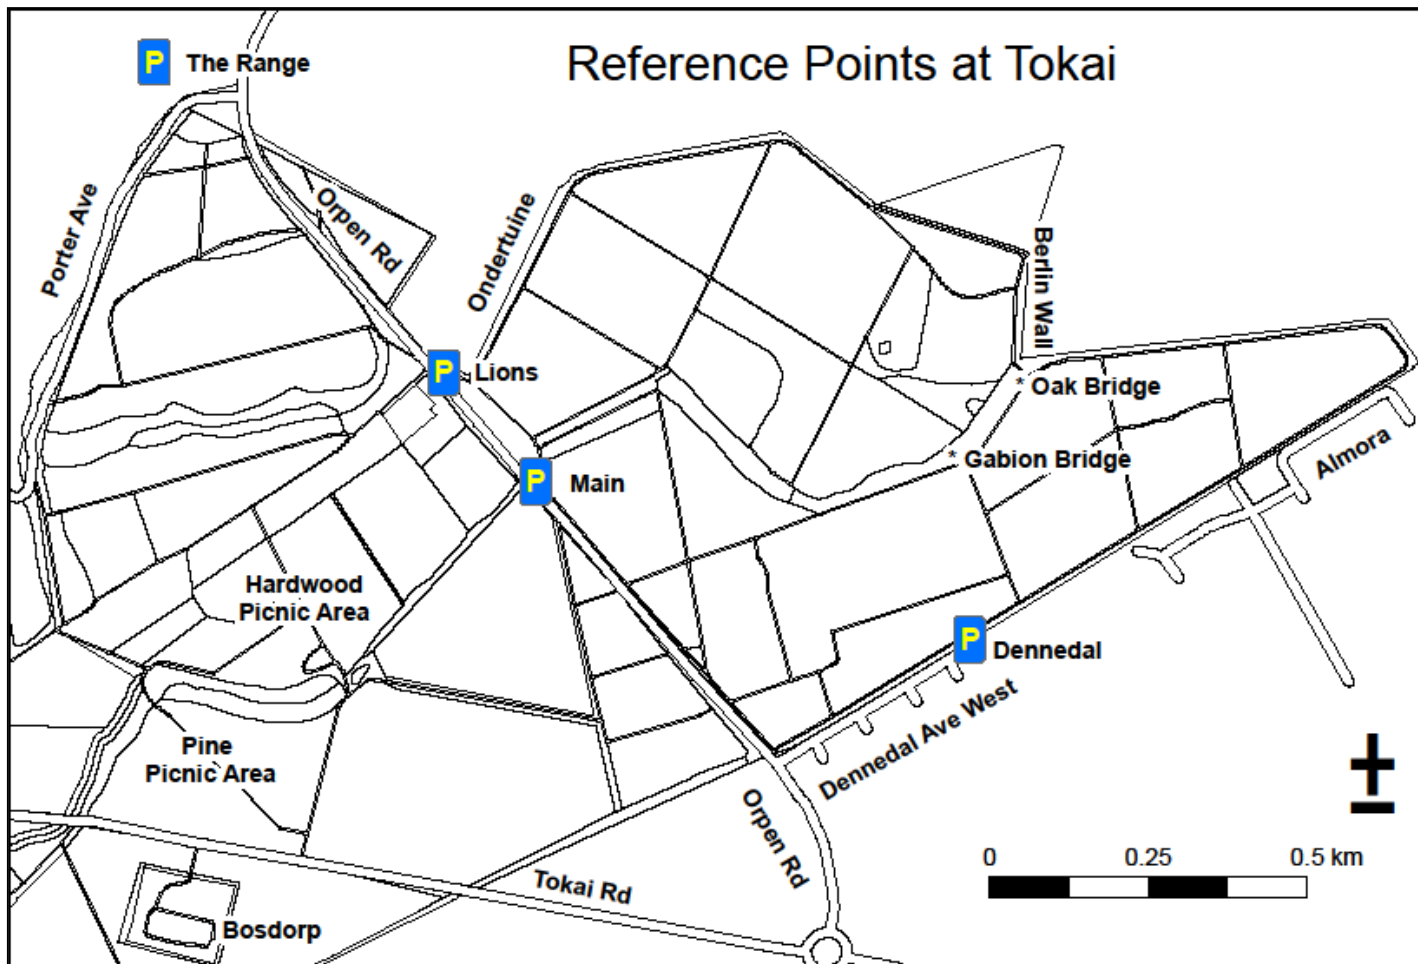 Reference Points at Tokai
P The Range
Porter Ave
Orpen Rd
Ondertuine
Berlin Wall
P Lions
* Oak Bridge
* Gabion Bridge
Almora
P Main
Hardwood
Picnic Area
P Dennedal
Dennedal Ave West
Pine
Picnic Area
Orpen Rd
Tokai Rd
Bosdorp
0 0.25 0.5 km